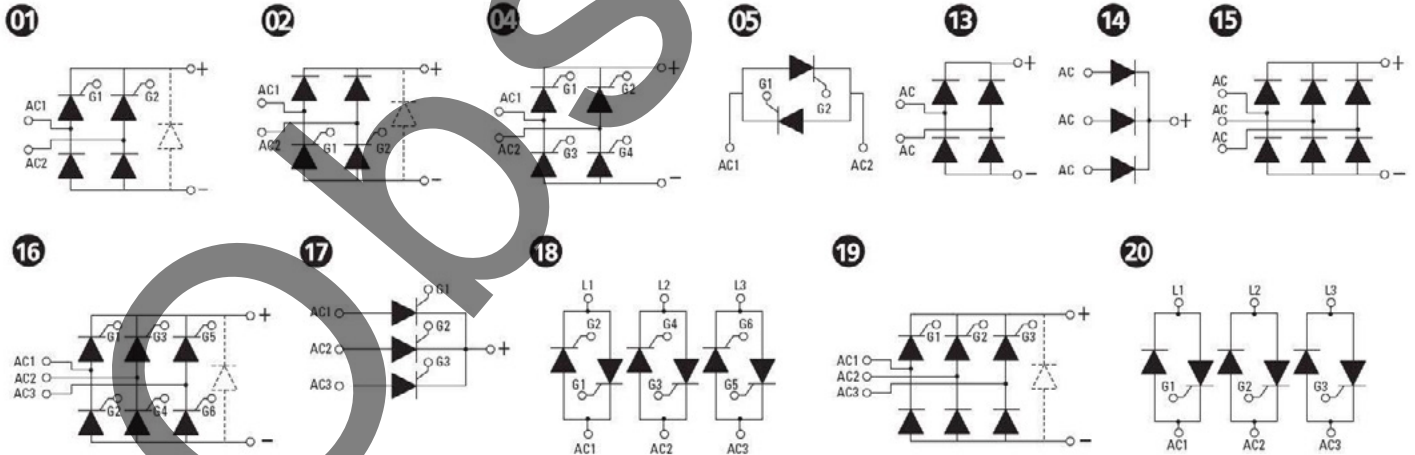 01 02 04 05 13 14 15
+ G1 G2 AC1 AC2 −
+ AC1 AC2 G1 G2 −
+ G1 G2 AC1 AC2 G3 G4 −
G1 G2 AC1 AC2
+ AC AC −
AC AC AC +
+ AC AC AC −
16 17 18 19 20
+ G1 G3 G5 AC1 AC2 AC3 G2 G4 G6 −
G1 AC1 G2 AC2 + G3 AC3
L1 L2 L3 G2 G4 G6 G1 G3 G5 AC1 AC2 AC3
+ G1 G2 G3 AC1 AC2 AC3 −
L1 L2 L3 G1 G2 G3 AC1 AC2 AC3
Obs